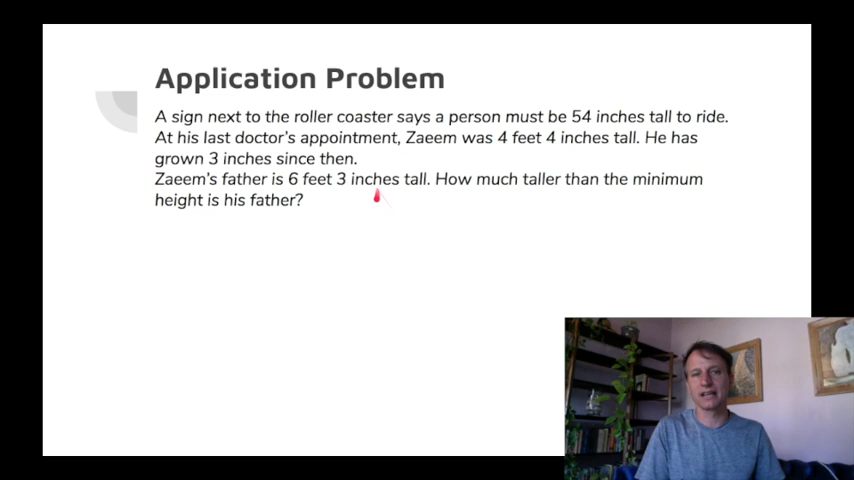 Application Problem
A sign next to the roller coaster says a person must be 54 inches tall to ride.
At his last doctor's appointment, Zaeem was 4 feet 4 inches tall. He has
grown 3 inches since then.
Zaeem's father is 6 feet 3 inches tall. How much taller than the minimum
height is his father?